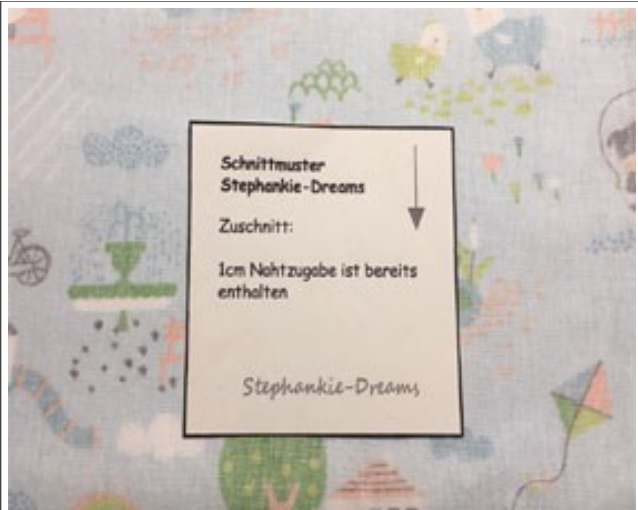 Schnittmuster
Stephankie-Dreams
Zuschnitt:
1cm Nahtzugabe ist bereits
enthalten
Stephankie-Dreams